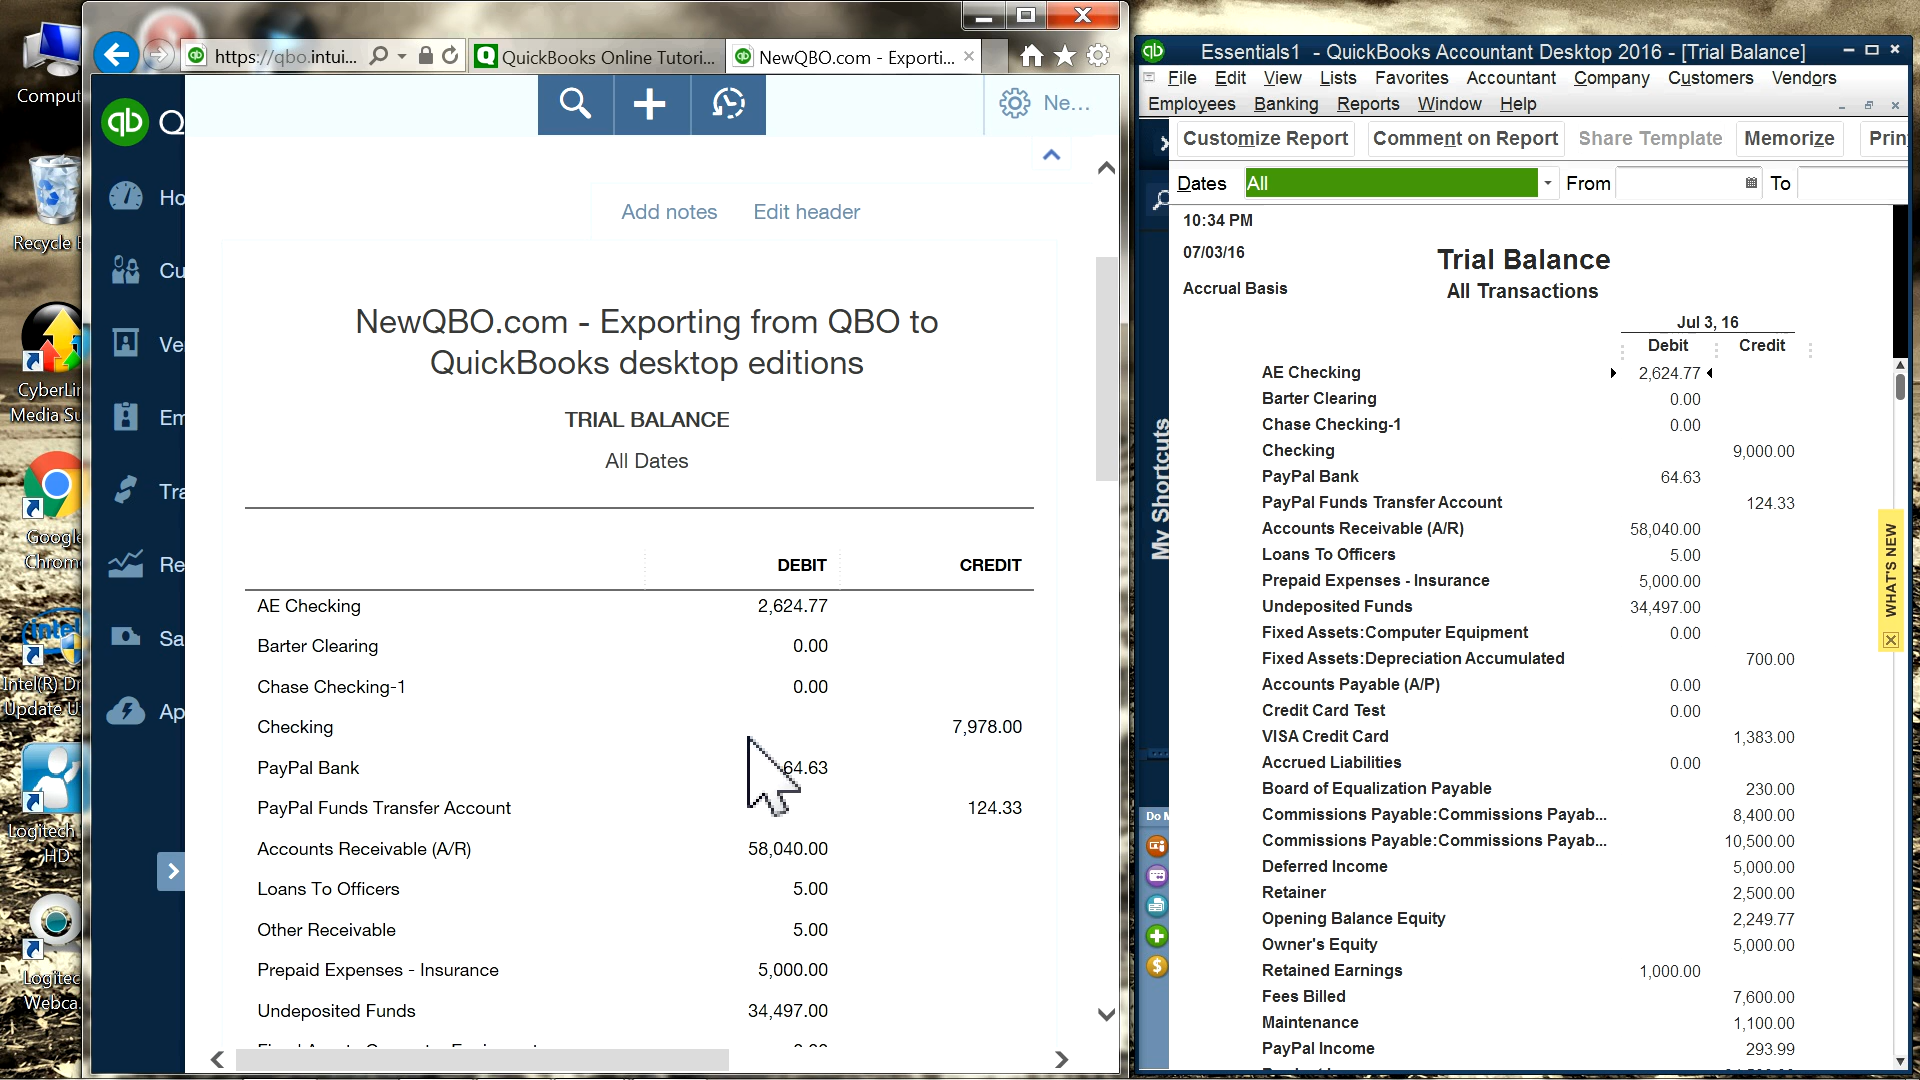 Comput
Recycle
CyberLi
Media Su
Google
Chrom
Intel(R) D
Update U
Logitech
HD
Logitec
Webca
https://qbo.intui...
QuickBooks Online Tutori...
NewQBO.com - Exporti...
qb Q
Ne...
Ho
Cu
Ve
Em
Tra
Re
Sa
Ap
Add notes Edit header
NewQBO.com - Exporting from QBO to
QuickBooks desktop editions
TRIAL BALANCE
All Dates
DEBIT CREDIT
AE Checking 2,624.77
Barter Clearing 0.00
Chase Checking-1 0.00
Checking 7,978.00
PayPal Bank 64.63
PayPal Funds Transfer Account 124.33
Accounts Receivable (A/R) 58,040.00
Loans To Officers 5.00
Other Receivable 5.00
Prepaid Expenses - Insurance 5,000.00
Undeposited Funds 34,497.00
Essentials1 - QuickBooks Accountant Desktop 2016 - [Trial Balance]
File Edit View Lists Favorites Accountant Company Customers Vendors
Employees Banking Reports Window Help
Customize Report Comment on Report Share Template Memorize Prin
Dates All From To
10:34 PM
07/03/16
Accrual Basis
Trial Balance
All Transactions
Jul 3, 16
Debit Credit
AE Checking 2,624.77
Barter Clearing 0.00
Chase Checking-1 0.00
Checking 9,000.00
PayPal Bank 64.63
PayPal Funds Transfer Account 124.33
Accounts Receivable (A/R) 58,040.00
Loans To Officers 5.00
Prepaid Expenses - Insurance 5,000.00
Undeposited Funds 34,497.00
Fixed Assets:Computer Equipment 0.00
Fixed Assets:Depreciation Accumulated 700.00
Accounts Payable (A/P) 0.00
Credit Card Test 0.00
VISA Credit Card 1,383.00
Accrued Liabilities 0.00
Board of Equalization Payable 230.00
Commissions Payable:Commissions Payab... 8,400.00
Commissions Payable:Commissions Payab... 10,500.00
Deferred Income 5,000.00
Retainer 2,500.00
Opening Balance Equity 2,249.77
Owner's Equity 5,000.00
Retained Earnings 1,000.00
Fees Billed 7,600.00
Maintenance 1,100.00
PayPal Income 293.99
My Shortcuts
Do M
WHAT'S NEW